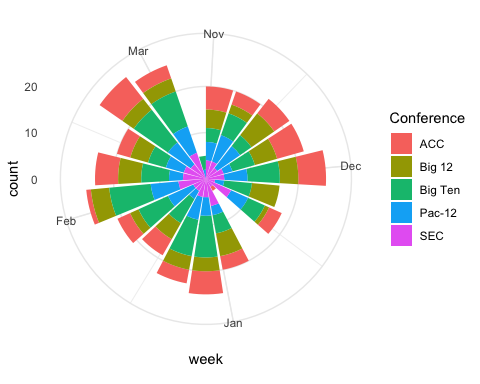 Nov
Mar
20
10
0
Dec
Feb
Jan
count
week
Conference
ACC
Big 12
Big Ten
Pac-12
SEC